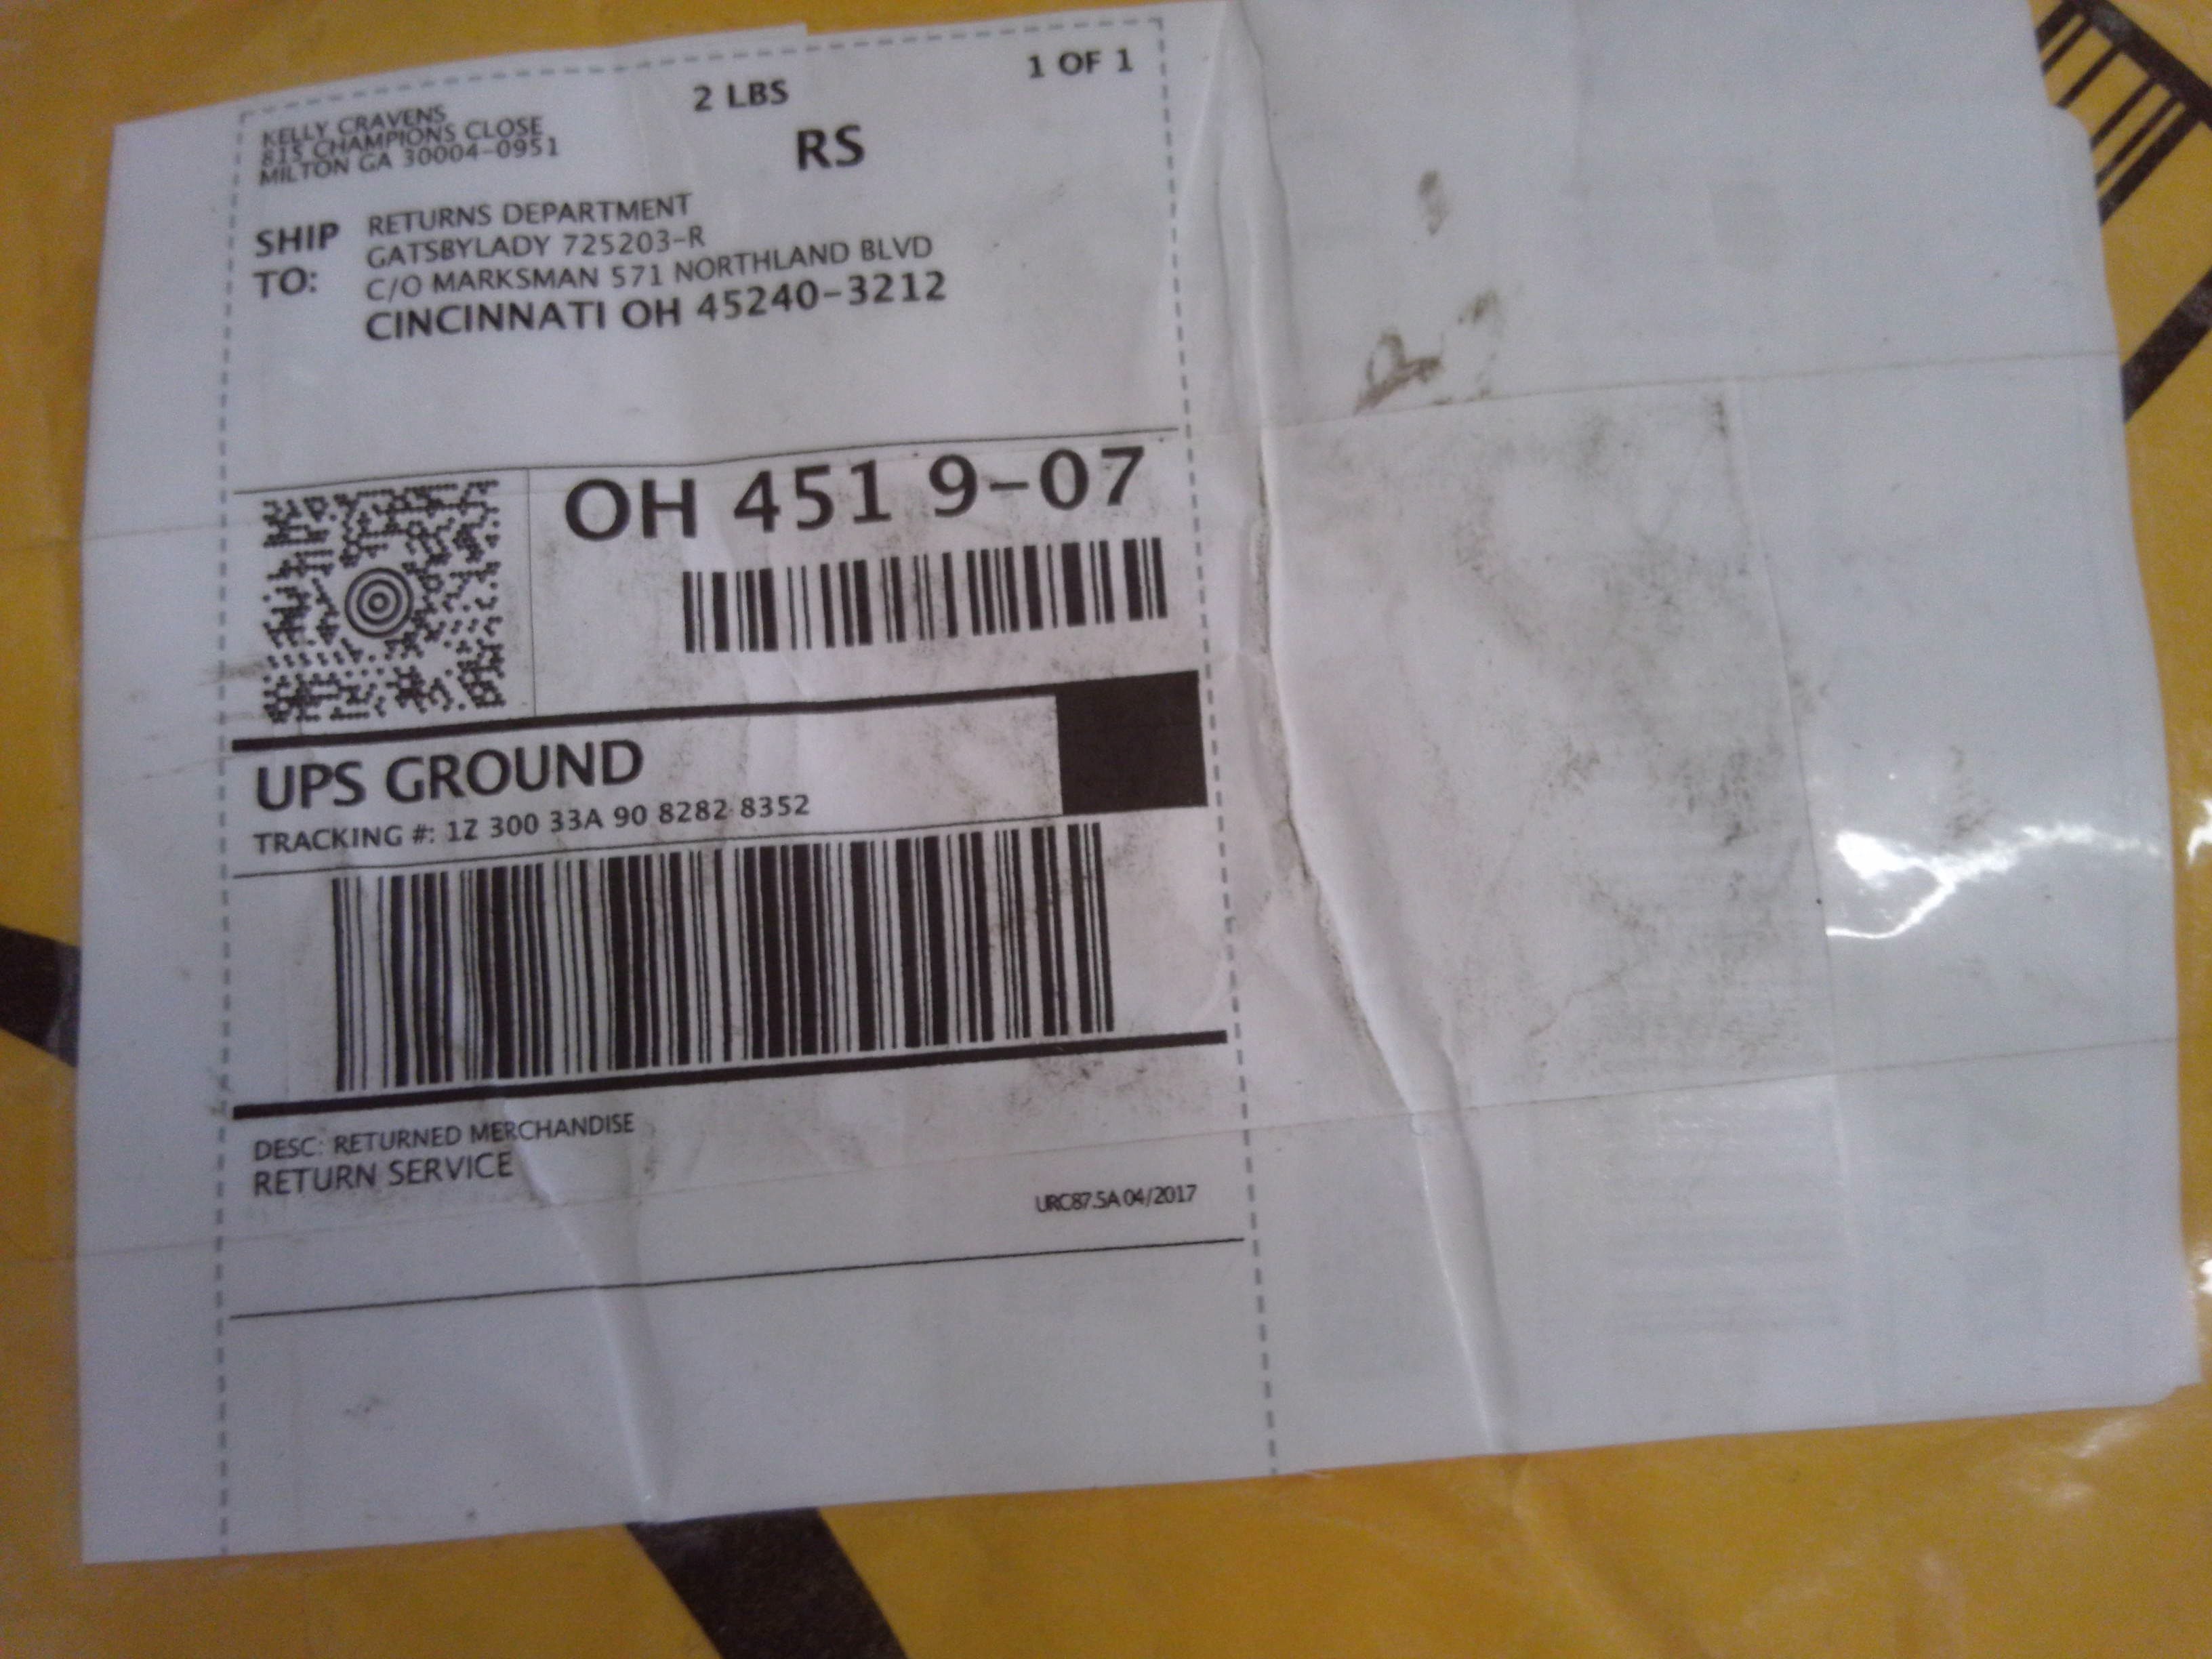 KELLY CRAVENS
815 CHAMPIONS CLOSE
MILTON GA 30004-0951
2 LBS
1 OF 1
RS
SHIP TO:
RETURNS DEPARTMENT
GATSBYLADY 725203-R
C/O MARKSMAN 571 NORTHLAND BLVD
CINCINNATI OH 45240-3212
OH 451 9-07
UPS GROUND
TRACKING #: 1Z 300 33A 90 8282 8352
DESC: RETURNED MERCHANDISE
RETURN SERVICE
URC87.5A 04/2017